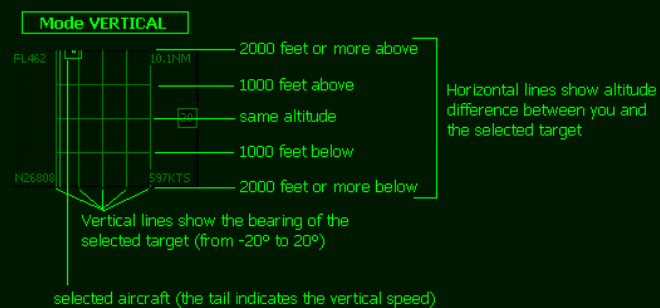 Mode VERTICAL
2000 feet or more above
FL462
10.1NM
1000 feet above
Horizontal lines show altitude
difference between you and
the selected target
same altitude
20
1000 feet below
N26808
597KTS
2000 feet or more below
Vertical lines show the bearing of the
selected target (from -20º to 20º)
selected aircraft (the tail indicates the vertical speed)